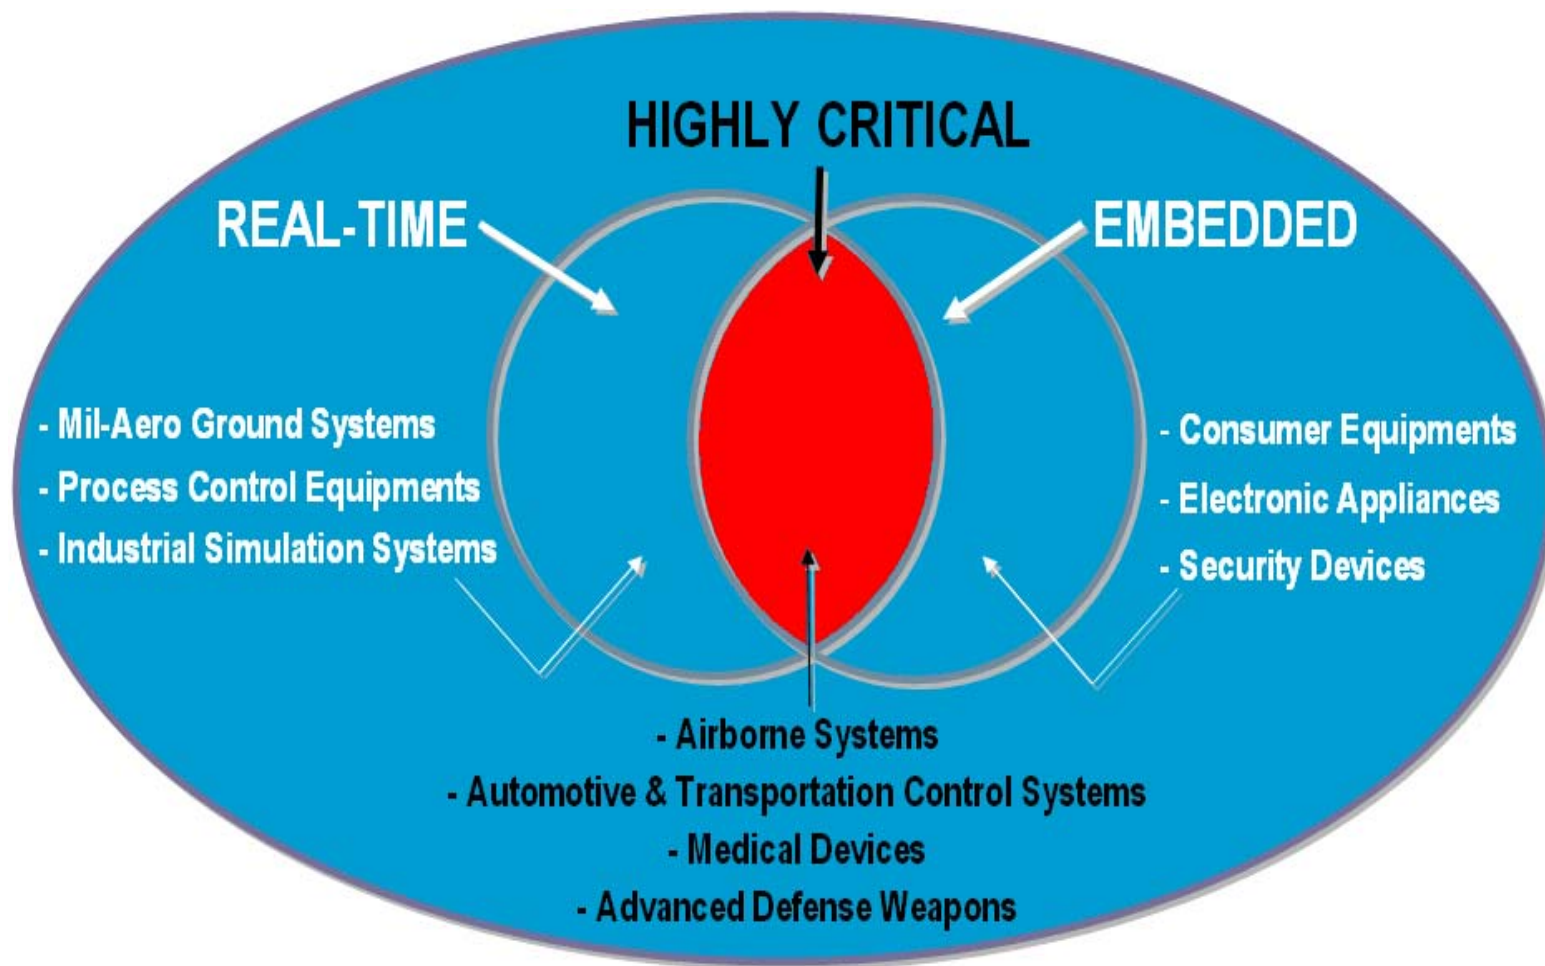 HIGHLY CRITICAL
REAL-TIME
EMBEDDED
- Mil-Aero Ground Systems
- Process Control Equipments
- Industrial Simulation Systems
- Consumer Equipments
- Electronic Appliances
- Security Devices
- Airborne Systems
- Automotive & Transportation Control Systems
- Medical Devices
- Advanced Defense Weapons